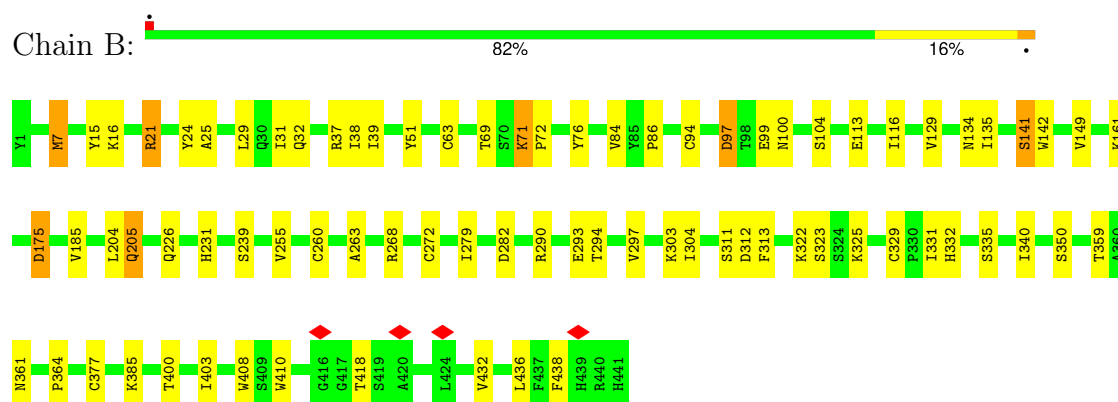 Chain B:
82% 16%
Y1 M7 Y15 K16 R21 Y24 A25 L29 Q30 I31 Q32 R37 I38 I39 Y51 C63 T69 S70 K71 P72 Y76 V84 Y85 P86 C94 D97 T98 E99 N100 S104 E113 I116 V129 N134 I135 S141 W142 V149 K161
D175 V185 L204 Q205 Q226 H231 S239 V255 C260 A263 R268 C272 I279 D282 R290 E293 T294 V297 K303 I304 S311 D312 F313 K322 S323 S324 K325 C329 P330 I331 H332 S335 I340 S350 T359 A360
N361 P364 C377 K385 T400 I403 W408 S409 W410 G416 G417 T418 S419 A420 L424 V432 L436 F437 F438 H439 R440 H441